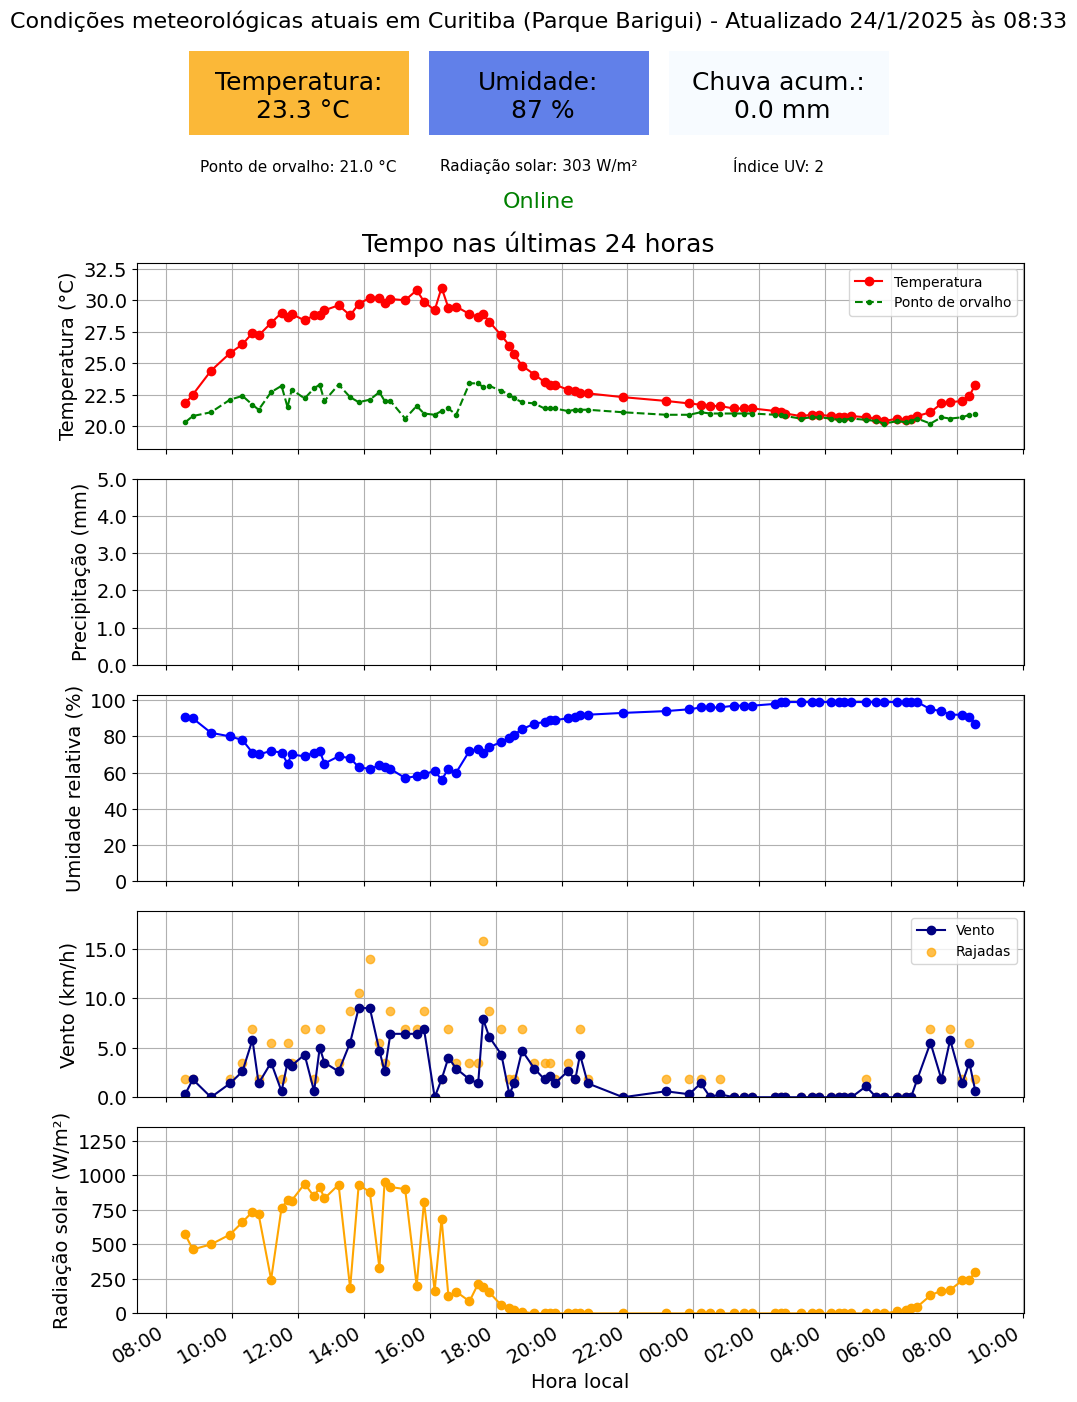 Condições meteorológicas atuais em Curitiba (Parque Barigui) - Atualizado 24/1/2025 às 08:33
Temperatura:
23.3 °C
Umidade:
87 %
Chuva acum.:
0.0 mm
Ponto de orvalho: 21.0 °C
Radiação solar: 303 W/m²
Índice UV: 2
Online
Tempo nas últimas 24 horas
Temperatura (°C)
32.5
30.0
27.5
25.0
22.5
20.0
Temperatura
Ponto de orvalho
Precipitação (mm)
5.0
4.0
3.0
2.0
1.0
0.0
Umidade relativa (%)
100
80
60
40
20
0
Vento (km/h)
15.0
10.0
5.0
0.0
Vento
Rajadas
Radiação solar (W/m²)
1250
1000
750
500
250
0
08:00
10:00
12:00
14:00
16:00
18:00
20:00
22:00
00:00
02:00
04:00
06:00
08:00
10:00
Hora local